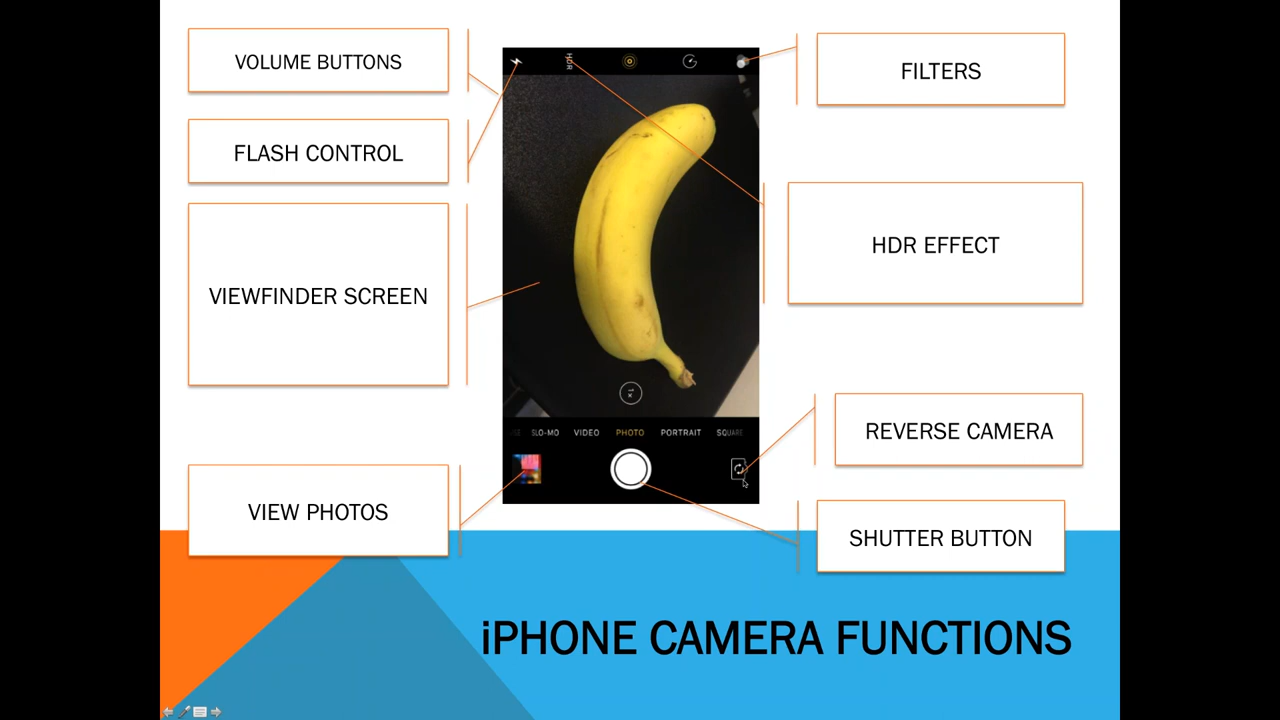 VOLUME BUTTONS
FLASH CONTROL
VIEWFINDER SCREEN
VIEW PHOTOS
HDR
1x
SLO-MO VIDEO PHOTO PORTRAIT SQUARE
FILTERS
HDR EFFECT
REVERSE CAMERA
SHUTTER BUTTON
iPHONE CAMERA FUNCTIONS